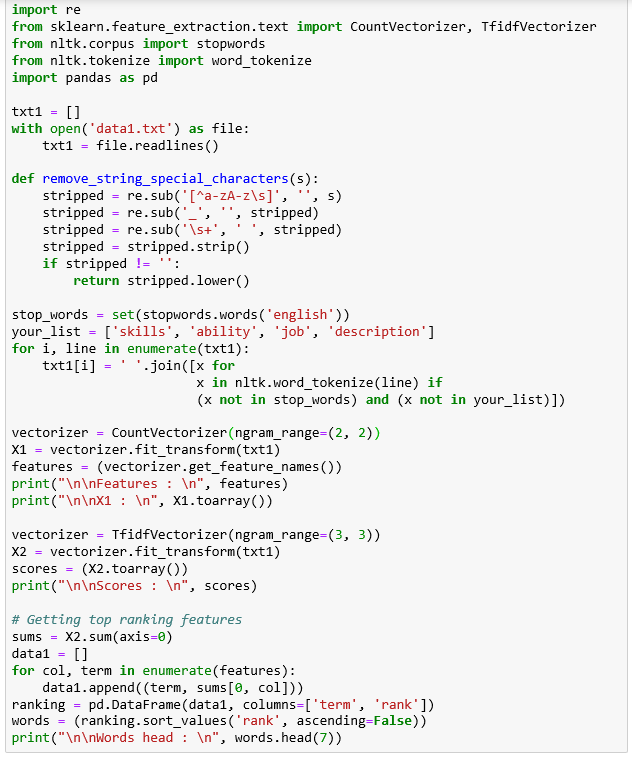 import re
from sklearn.feature_extraction.text import CountVectorizer, TfidfVectorizer
from nltk.corpus import stopwords
from nltk.tokenize import word_tokenize
import pandas as pd

txt1 = []
with open('data1.txt') as file:
    txt1 = file.readlines()

def remove_string_special_characters(s):
    stripped = re.sub('[^a-zA-z\s]', '', s)
    stripped = re.sub('_', '', stripped)
    stripped = re.sub('\s+', ' ', stripped)
    stripped = stripped.strip()
    if stripped != '':
        return stripped.lower()

stop_words = set(stopwords.words('english'))
your_list = ['skills', 'ability', 'job', 'description']
for i, line in enumerate(txt1):
    txt1[i] = ' '.join([x for
                        x in nltk.word_tokenize(line) if
                        (x not in stop_words) and (x not in your_list)])

vectorizer = CountVectorizer(ngram_range=(2, 2))
X1 = vectorizer.fit_transform(txt1)
features = (vectorizer.get_feature_names())
print("\n\nFeatures : \n", features)
print("\n\nX1 : \n", X1.toarray())

vectorizer = TfidfVectorizer(ngram_range=(3, 3))
X2 = vectorizer.fit_transform(txt1)
scores = (X2.toarray())
print("\n\nScores : \n", scores)

# Getting top ranking features
sums = X2.sum(axis=0)
data1 = []
for col, term in enumerate(features):
    data1.append((term, sums[0, col]))
ranking = pd.DataFrame(data1, columns=['term', 'rank'])
words = (ranking.sort_values('rank', ascending=False))
print("\n\nWords head : \n", words.head(7))